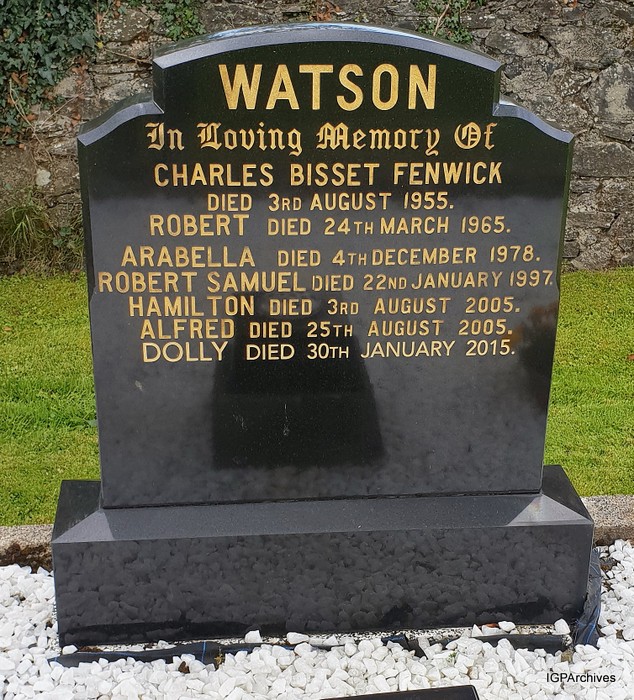 WATSON
In Loving Memory Of
CHARLES BISSET FENWICK
DIED 3RD AUGUST 1955.
ROBERT DIED 24TH MARCH 1965.
ARABELLA DIED 4TH DECEMBER 1978.
ROBERT SAMUEL DIED 22ND JANUARY 1997.
HAMILTON DIED 3RD AUGUST 2005.
ALFRED DIED 25TH AUGUST 2005.
DOLLY DIED 30TH JANUARY 2015.
IGPArchives